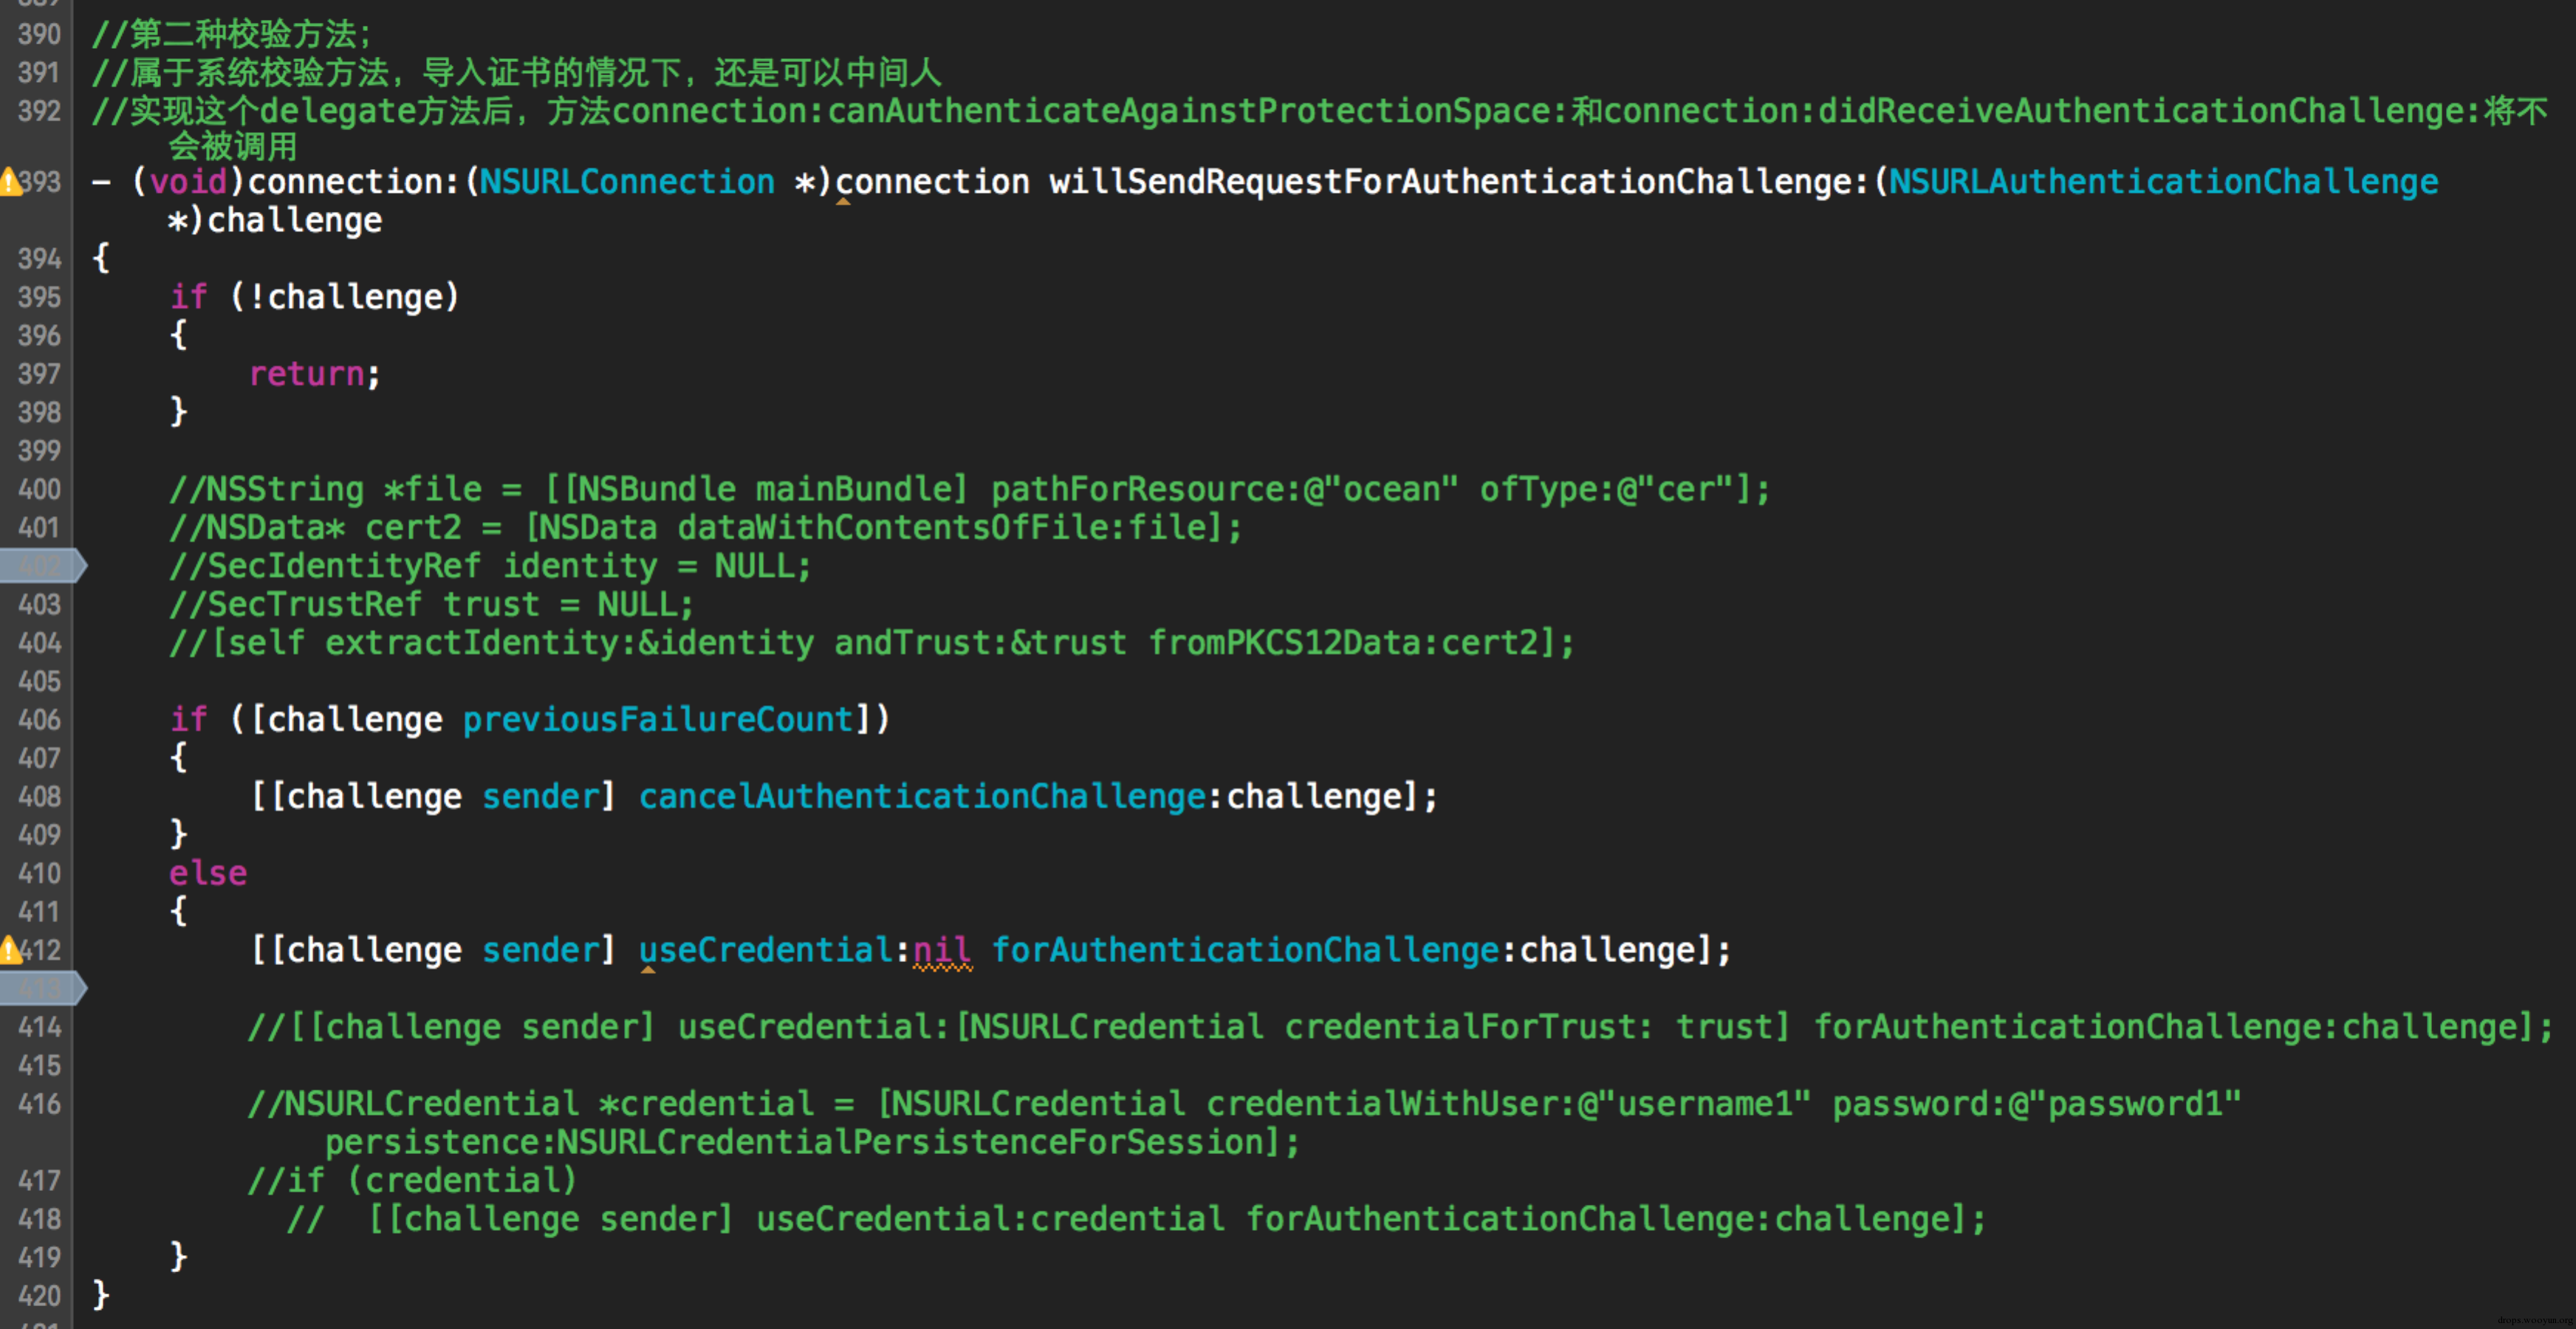 390 //第二种校验方法;
391 //属于系统校验方法, 导入证书的情况下, 还是可以中间人
392 //实现这个delegate方法后, 方法connection:canAuthenticateAgainstProtectionSpace:和connection:didReceiveAuthenticationChallenge:将不
会被调用
393 - (void)connection:(NSURLConnection *)connection willSendRequestForAuthenticationChallenge:(NSURLAuthenticationChallenge
*)challenge
394 {
395 if (!challenge)
396 {
397 return;
398 }
399
400 //NSString *file = [[NSBundle mainBundle] pathForResource:@"ocean" ofType:@"cer"];
401 //NSData* cert2 = [NSData dataWithContentsOfFile:file];
402 //SecIdentityRef identity = NULL;
403 //SecTrustRef trust = NULL;
404 //[self extractIdentity:&identity andTrust:&trust fromPKCS12Data:cert2];
405
406 if ([challenge previousFailureCount])
407 {
408 [[challenge sender] cancelAuthenticationChallenge:challenge];
409 }
410 else
411 {
412 [[challenge sender] useCredential:nil forAuthenticationChallenge:challenge];
413
414 //[[challenge sender] useCredential:[NSURLCredential credentialForTrust: trust] forAuthenticationChallenge:challenge];
415
416 //NSURLCredential *credential = [NSURLCredential credentialWithUser:@"username1" password:@"password1"
persistence:NSURLCredentialPersistenceForSession];
417 //if (credential)
418 // [[challenge sender] useCredential:credential forAuthenticationChallenge:challenge];
419 }
420 }
drops.wooyun.org